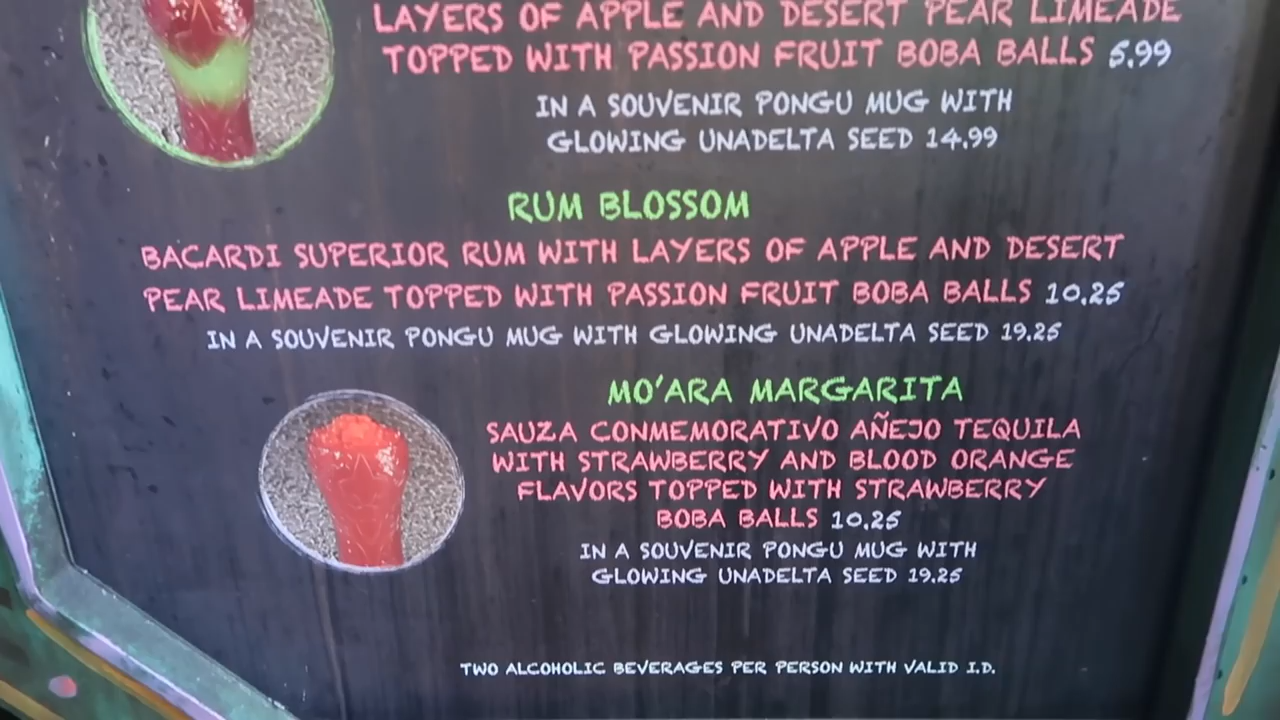 LAYERS OF APPLE AND DESERT PEAR LIMEADE
TOPPED WITH PASSION FRUIT BOBA BALLS 5.99
IN A SOUVENIR PONGU MUG WITH
GLOWING UNADELTA SEED 14.99
RUM BLOSSOM
BACARDI SUPERIOR RUM WITH LAYERS OF APPLE AND DESERT
PEAR LIMEADE TOPPED WITH PASSION FRUIT BOBA BALLS 10.25
IN A SOUVENIR PONGU MUG WITH GLOWING UNADELTA SEED 19.25
MO'ARA MARGARITA
SAUZA CONMEMORATIVO AÑEJO TEQUILA
WITH STRAWBERRY AND BLOOD ORANGE
FLAVORS TOPPED WITH STRAWBERRY
BOBA BALLS 10.25
IN A SOUVENIR PONGU MUG WITH
GLOWING UNADELTA SEED 19.25
TWO ALCOHOLIC BEVERAGES PER PERSON WITH VALID I.D.